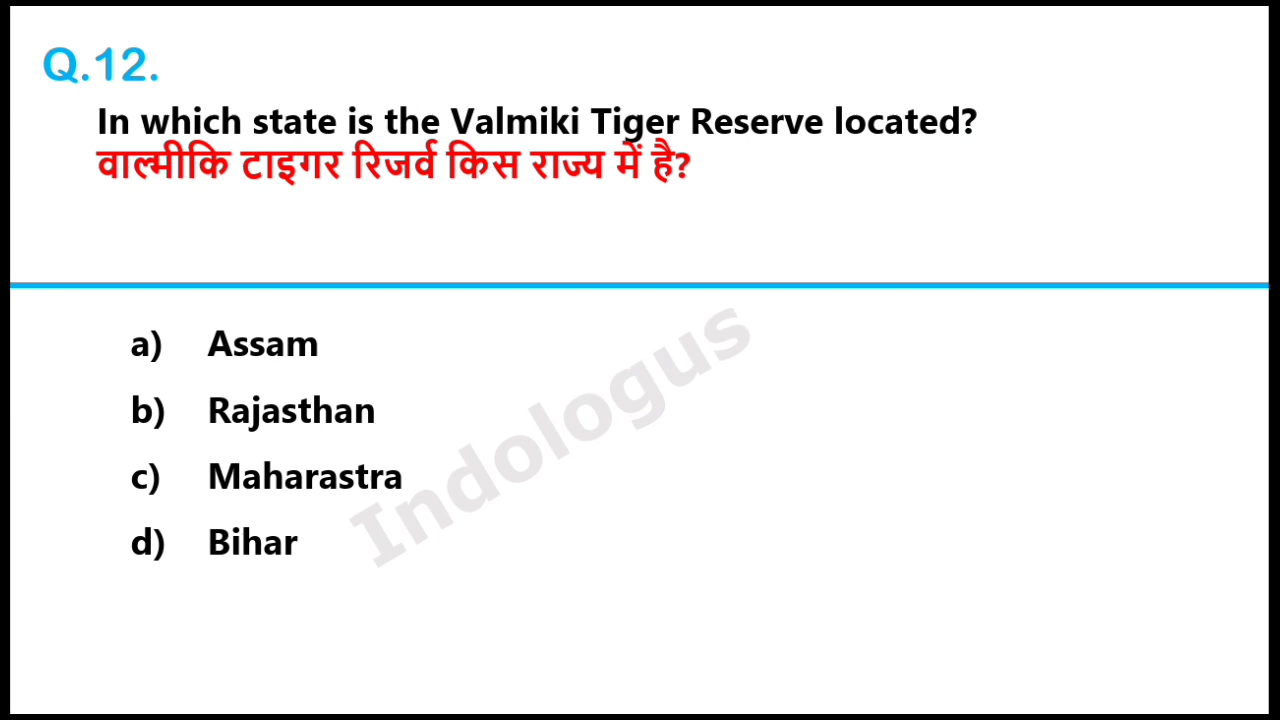 Q.12.
In which state is the Valmiki Tiger Reserve located?
वाल्मीकि टाइगर रिजर्व किस राज्य में है?
a) Assam
b) Rajasthan
c) Maharastra
d) Bihar
Indologus